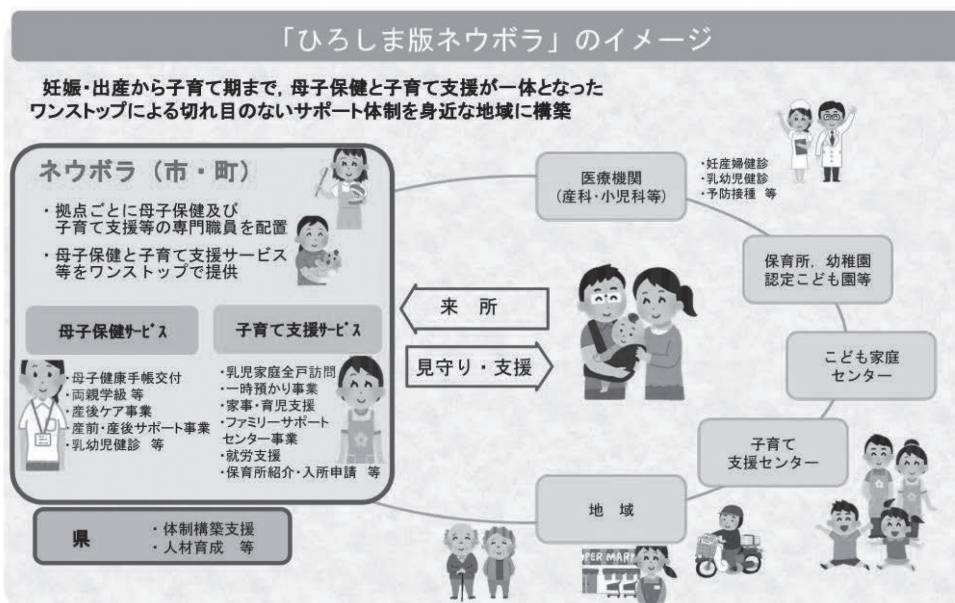 「ひろしま版ネウボラ」のイメージ
妊娠・出産から子育て期まで，母子保健と子育て支援が一体となった
ワンストップによる切れ目のないサポート体制を身近な地域に構築
ネウボラ（市・町）
・拠点ごとに母子保健及び
子育て支援等の専門職員を配置
・母子保健と子育て支援サービス
等をワンストップで提供
母子保健ｻｰﾋﾞｽ
・母子健康手帳交付
・両親学級 等
・産後ケア事業
・産前・産後サポート事業
・乳幼児健診 等
子育て支援ｻｰﾋﾞｽ
・乳児家庭全戸訪問
・一時預かり事業
・家事・育児支援
・ファミリーサポート
センター事業
・就労支援
・保育所紹介・入所申請 等
県
・体制構築支援
・人材育成 等
来 所
見守り・支援
医療機関
（産科・小児科等）
・妊産婦健診
・乳幼児健診
・予防接種 等
保育所，幼稚園
認定こども園等
こども家庭
センター
子育て
支援センター
地 域
PER MARK